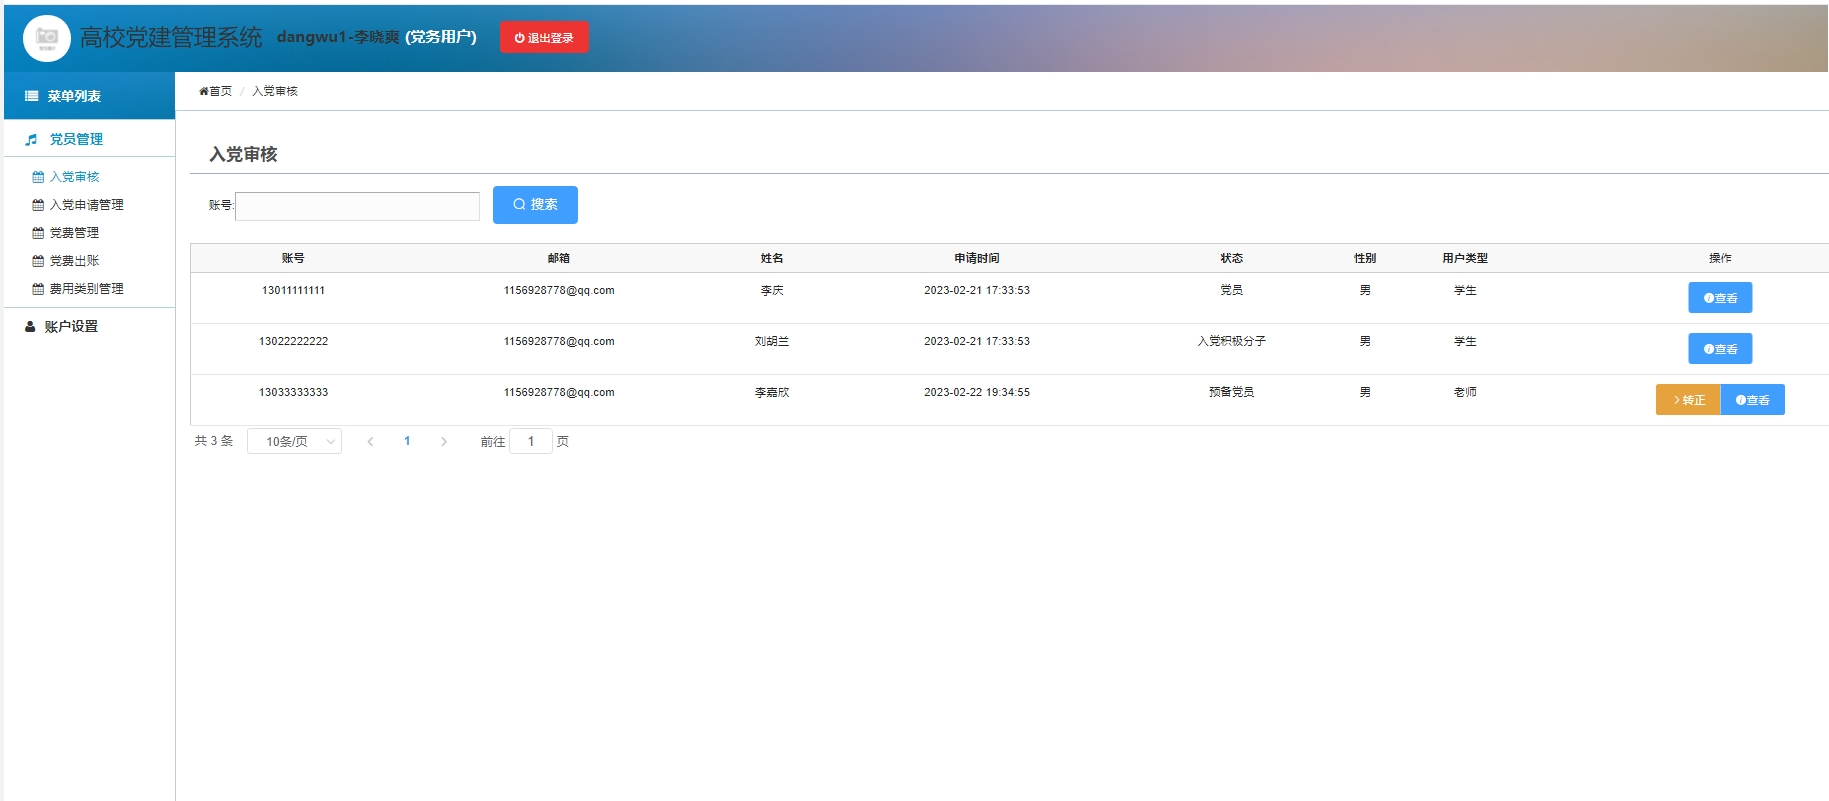 高校党建管理系统 dangwu1-李晓爽 (党务用户) 退出登录
菜单列表
首页 / 入党审核
党员管理
入党审核
入党申请管理
党费管理
党费出账
费用类别管理
账户设置
入党审核
账号: 搜索
账号 邮箱 姓名 申请时间 状态 性别 用户类型 操作
13011111111 1156928778@qq.com 李庆 2023-02-21 17:33:53 党员 男 学生 查看
13022222222 1156928778@qq.com 刘胡兰 2023-02-21 17:33:53 入党积极分子 男 学生 查看
13033333333 1156928778@qq.com 李嘉欣 2023-02-22 19:34:55 预备党员 男 老师 转正 查看
共 3 条 10条/页 1 前往 1 页